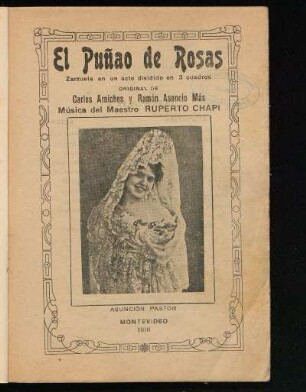 El Puñao de Rosas
Zarzuela en un acto dividido en 3 cuadros
ORIGINAL DE
Carlos Arniches y Ramón Asensio Más
Música del Maestro RUPERTO CHAPI
ASUNCIÓN PASTOR
MONTEVIDEO